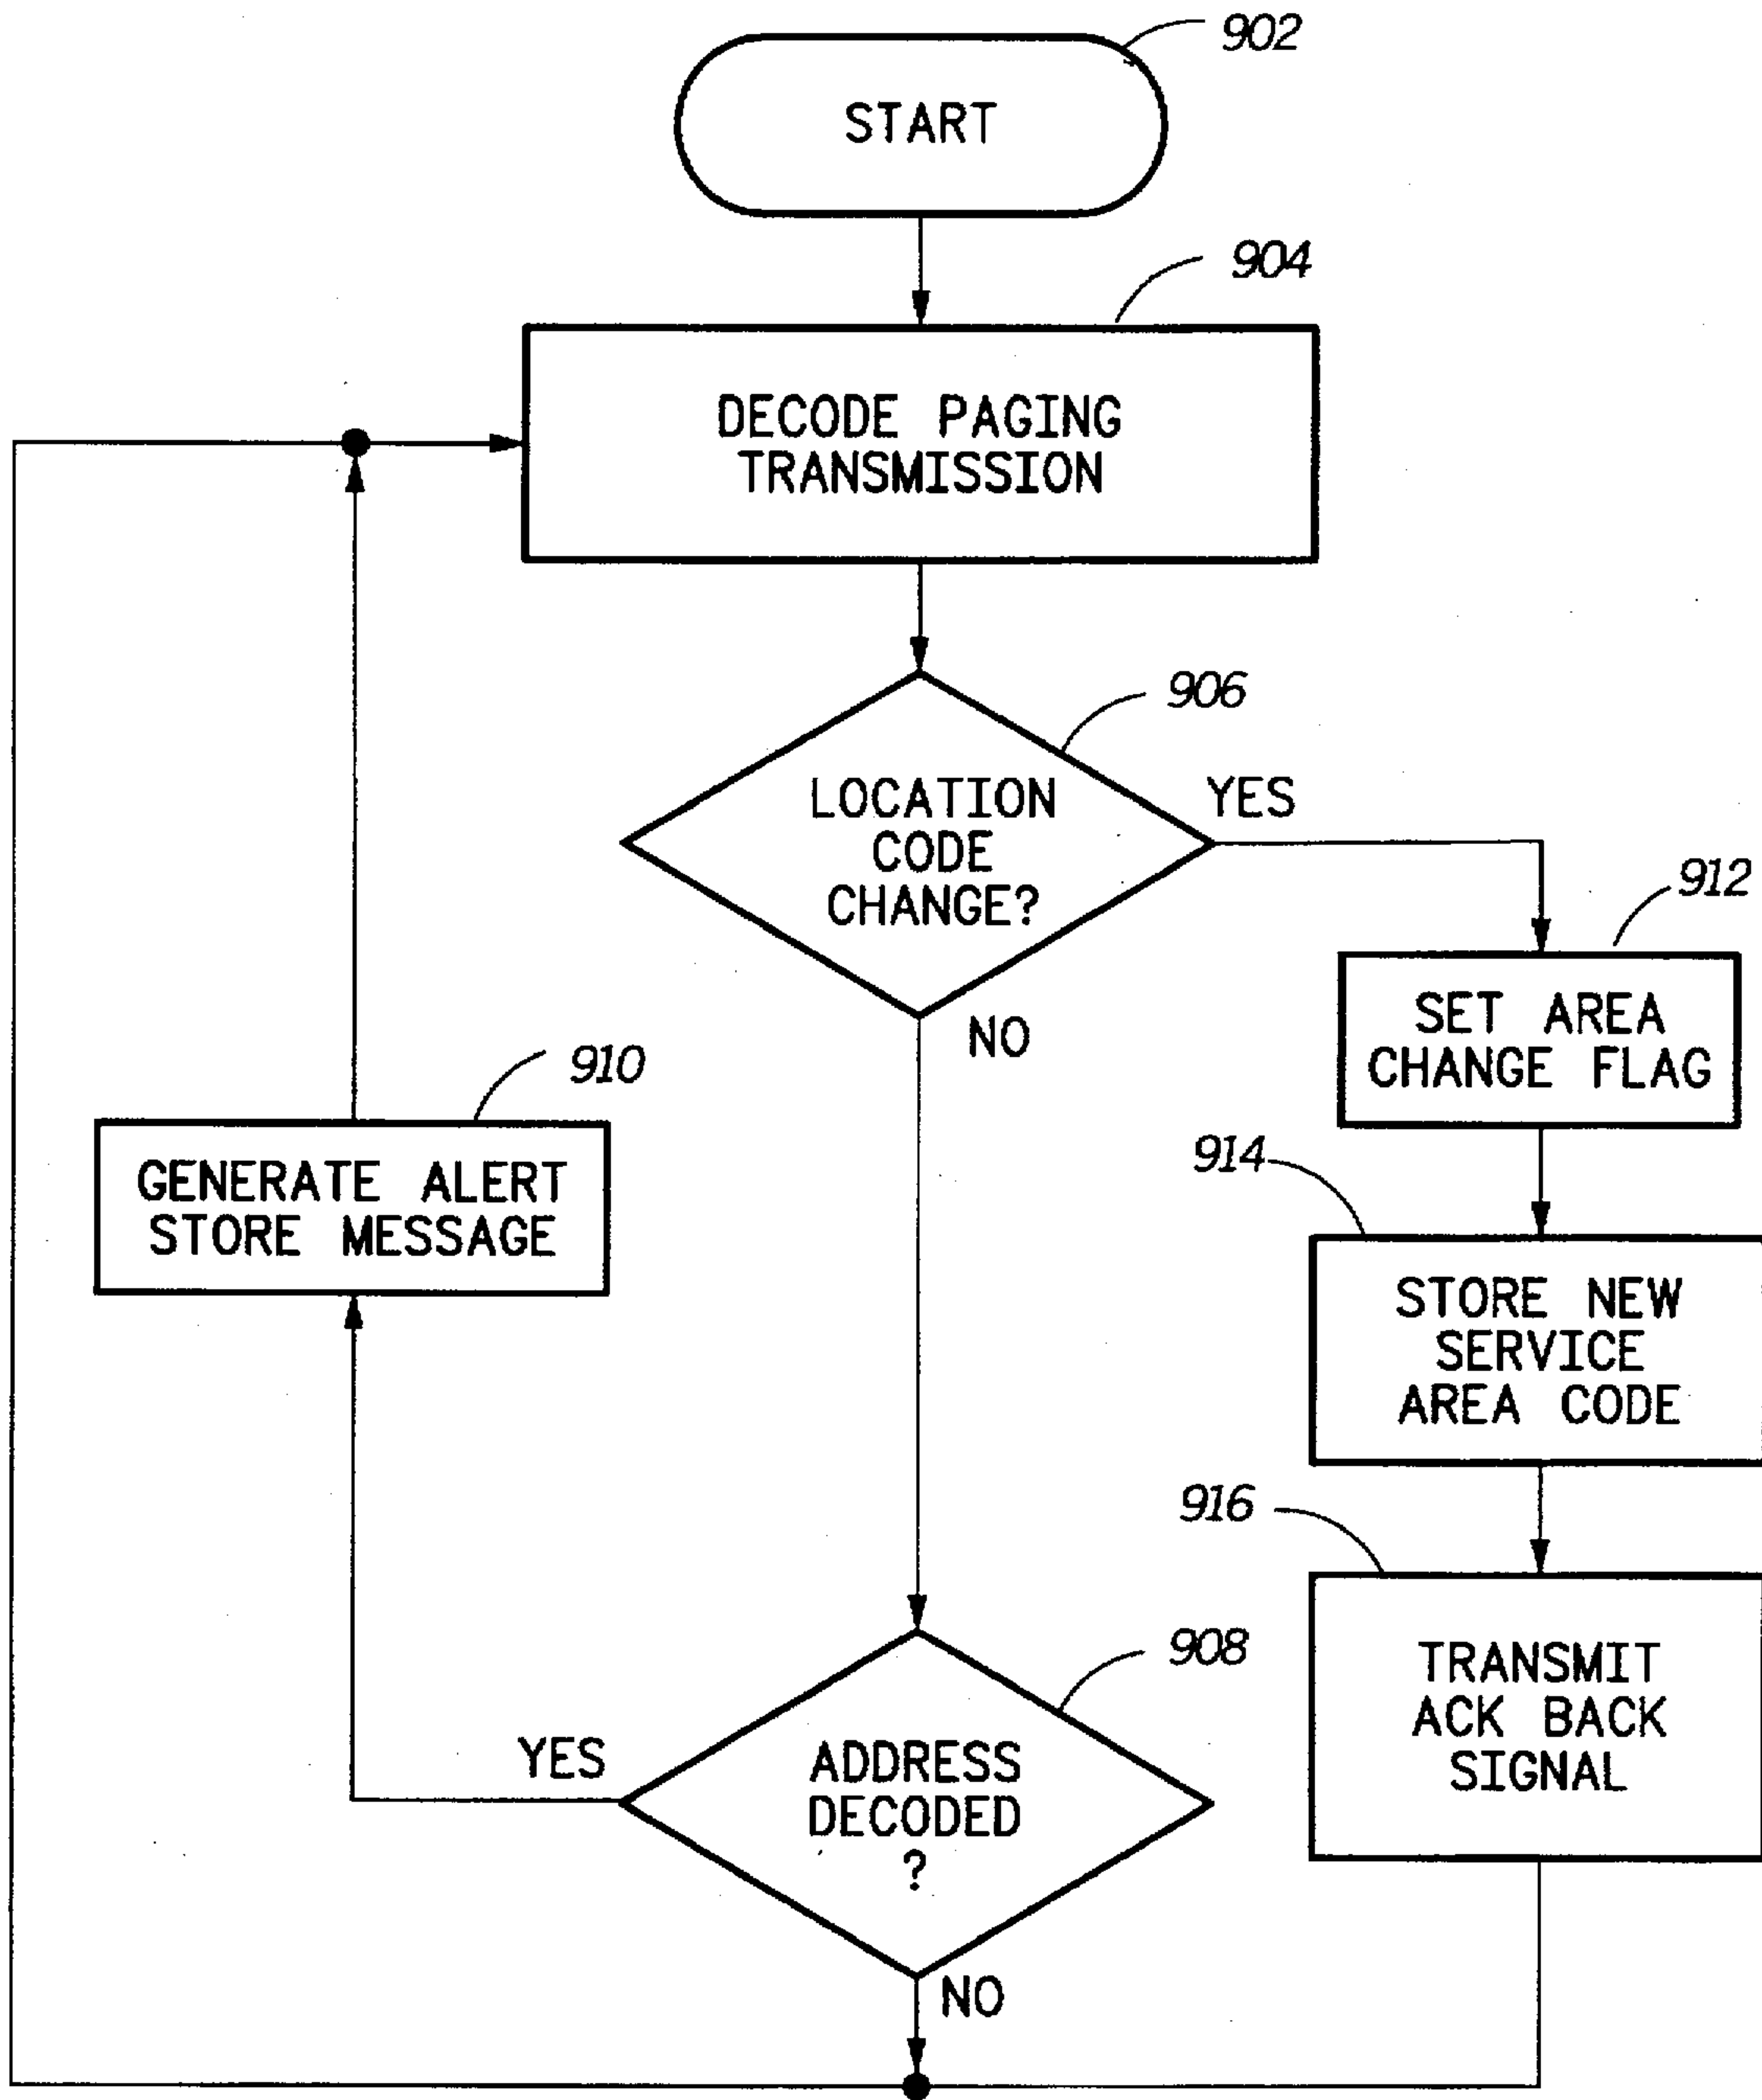 902
START
904
DECODE PAGING
TRANSMISSION
906
LOCATION
CODE
CHANGE?
YES
NO
912
SET AREA
CHANGE FLAG
910
GENERATE ALERT
STORE MESSAGE
914
STORE NEW
SERVICE
AREA CODE
916
TRANSMIT
ACK BACK
SIGNAL
908
ADDRESS
DECODED
?
YES
NO